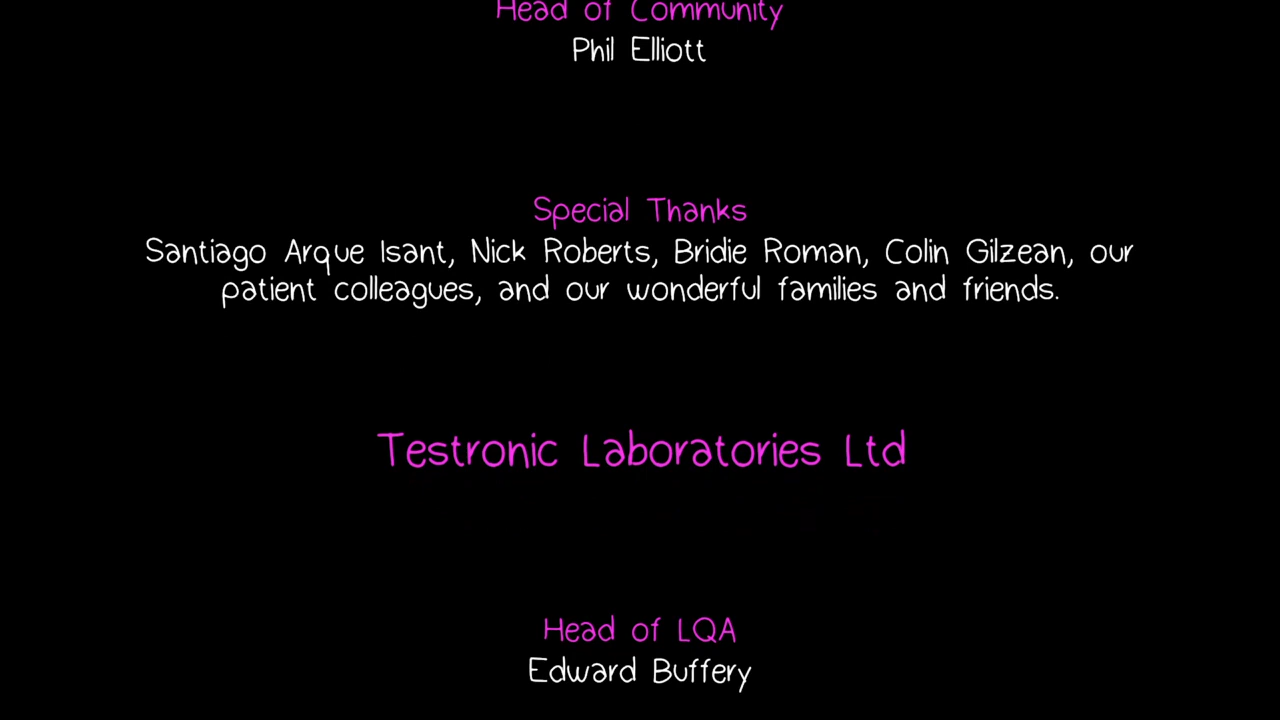 Head of Community
Phil Elliott
Special Thanks
Santiago Arque Isant, Nick Roberts, Bridie Roman, Colin Gilzean, our
patient colleagues, and our wonderful families and friends.
Testronic Laboratories Ltd
Head of LQA
Edward Buffery